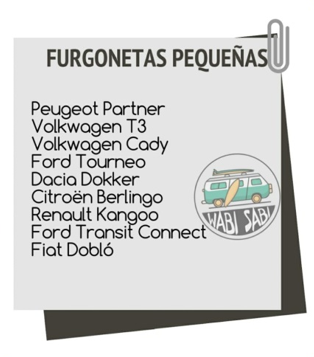 FURGONETAS PEQUEÑAS
Peugeot Partner
Volkwagen T3
Volkwagen Cady
Ford Tourneo
Dacia Dokker
Citroën Berlingo
Renault Kangoo
Ford Transit Connect
Fiat Dobló
WABI SABI